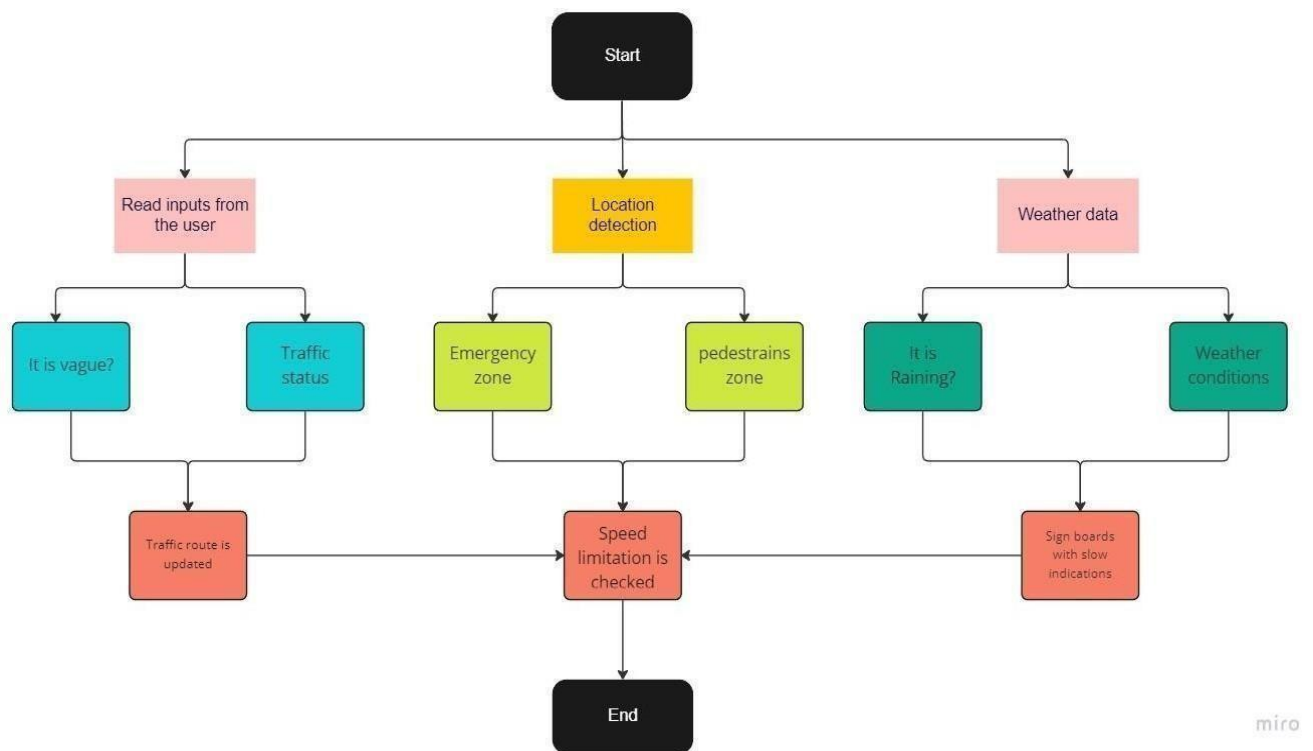 Start
Read inputs from
the user
Location
detection
Weather data
It is vague?
Traffic
status
Emergency
zone
pedestrains
zone
It is
Raining?
Weather
conditions
Traffic route is
updated
Speed
limitation is
checked
Sign boards
with slow
indications
End
miro